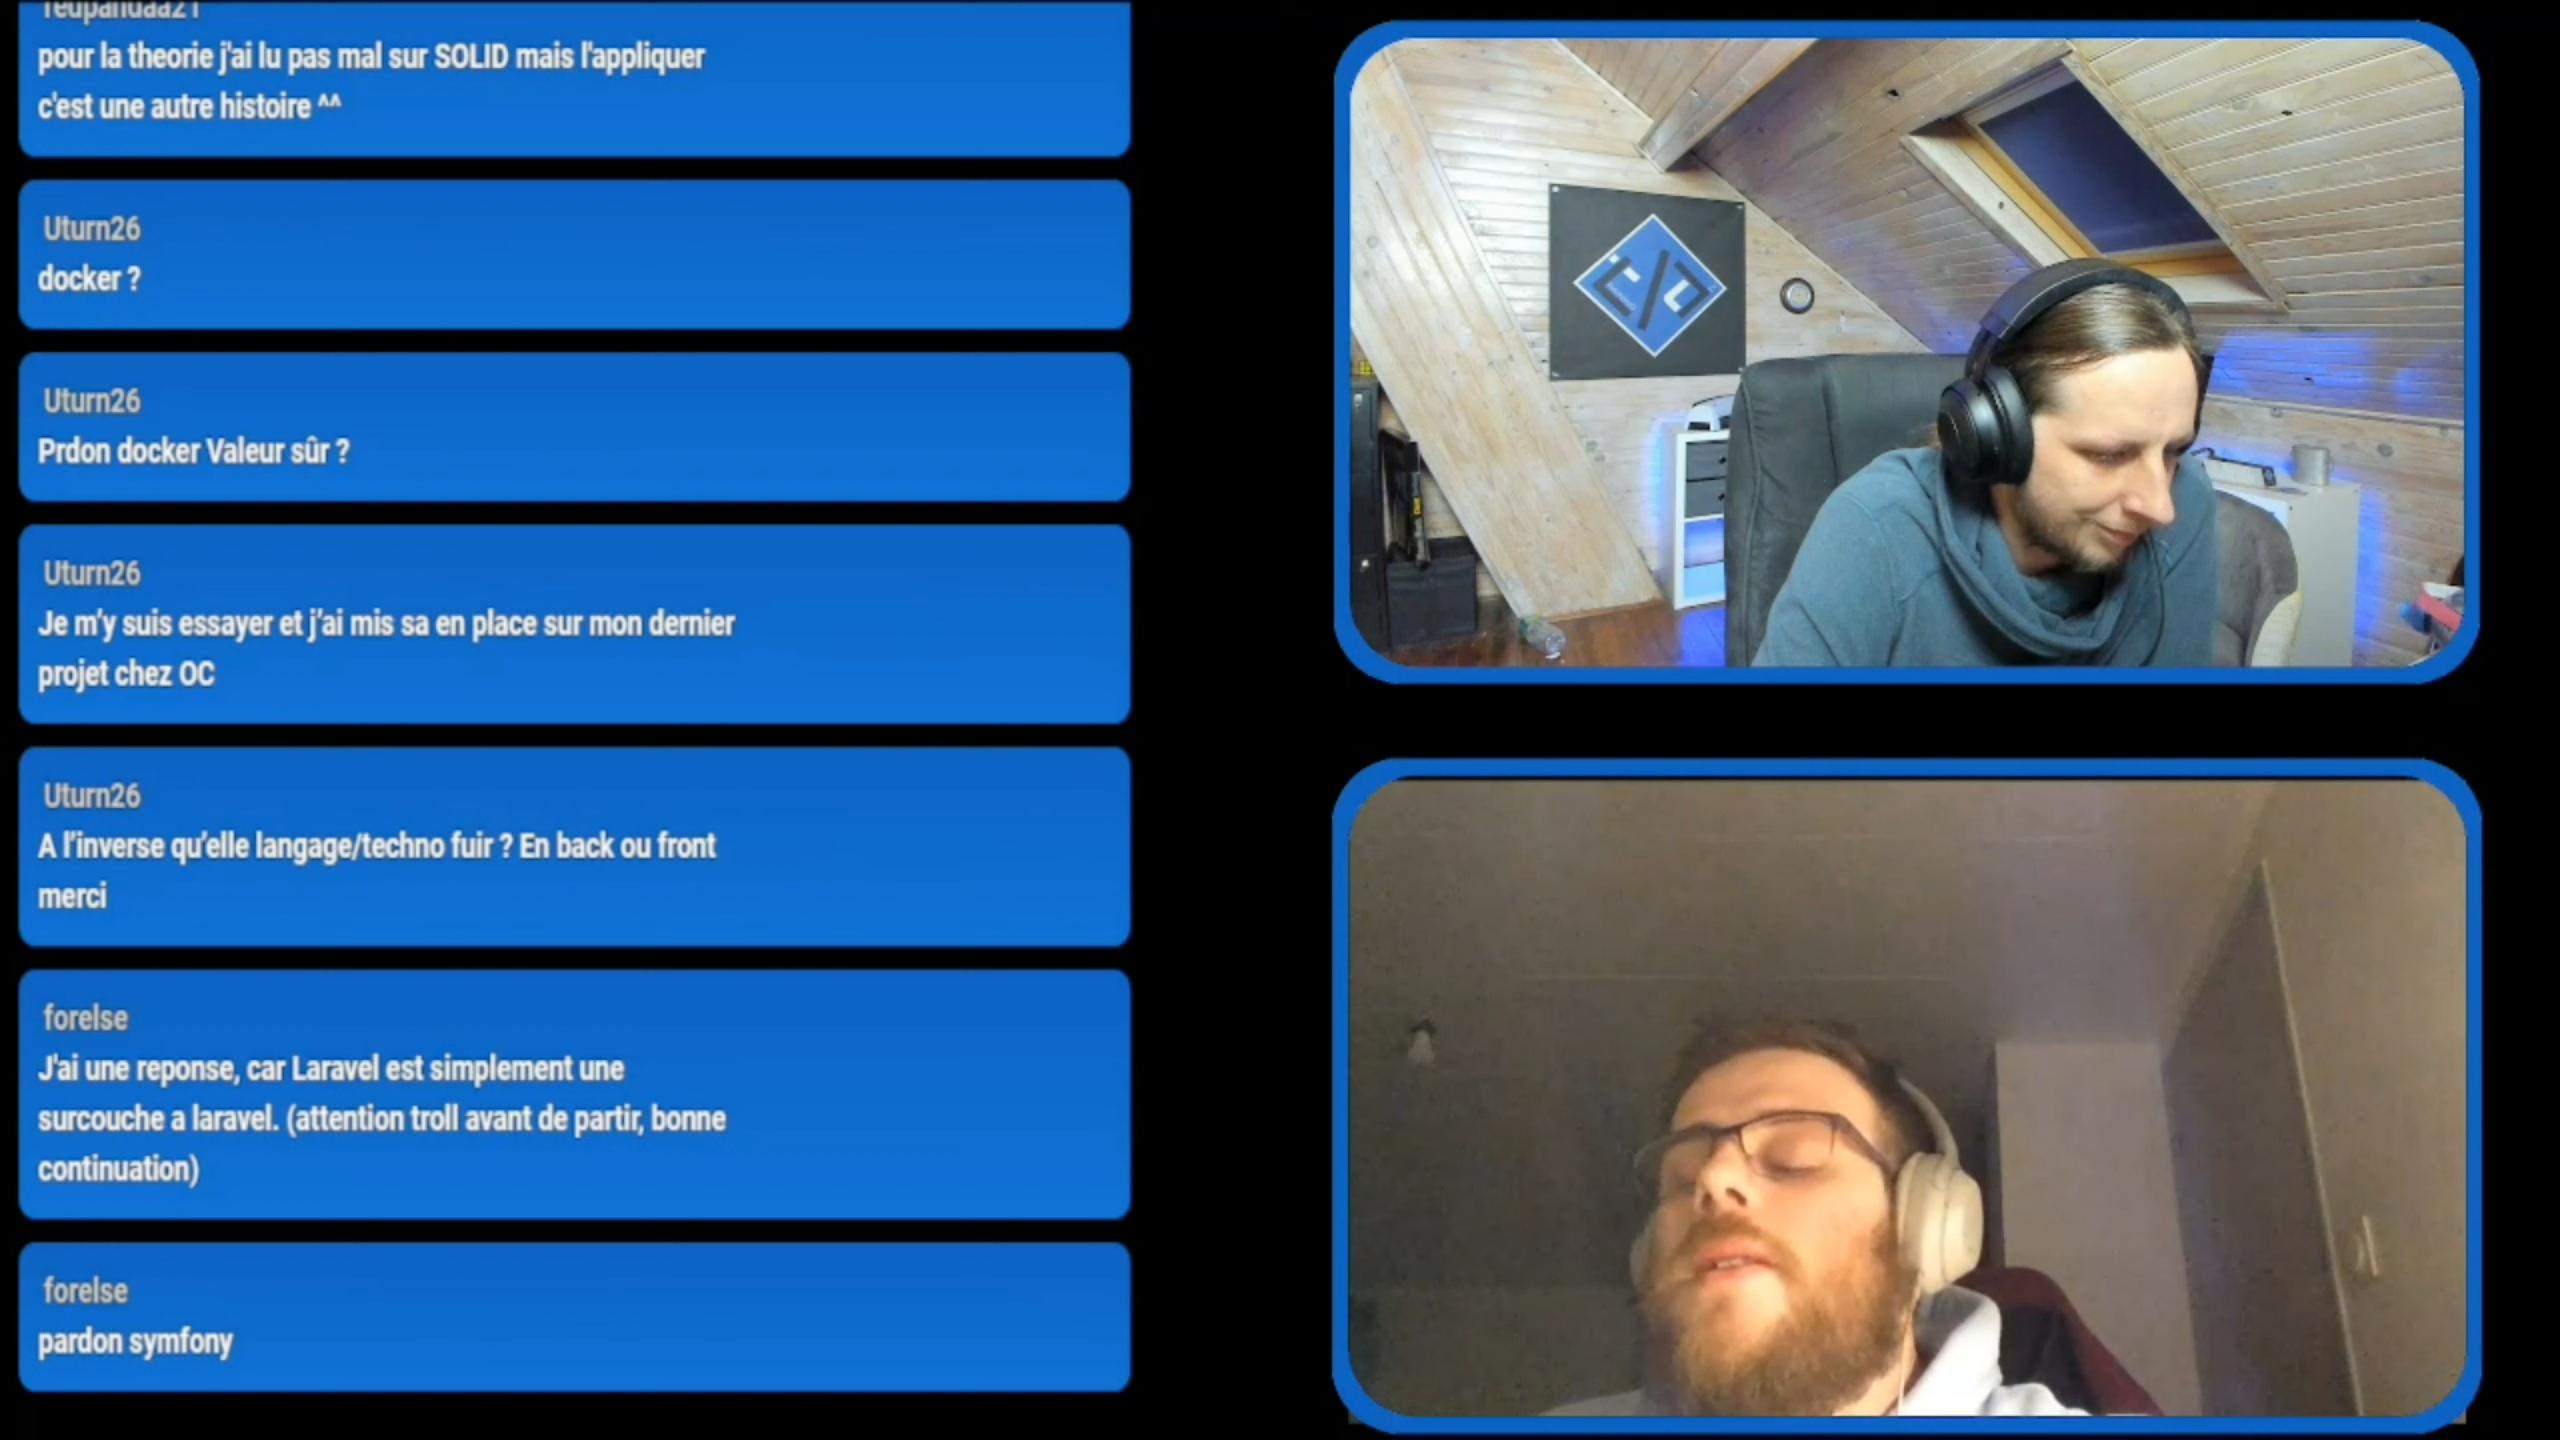 redpandaa21
pour la theorie j'ai lu pas mal sur SOLID mais l'appliquer
c'est une autre histoire ^^
Uturn26
docker ?
Uturn26
Prdon docker Valeur sûr ?
Uturn26
Je m’y suis essayer et j’ai mis sa en place sur mon dernier
projet chez OC
Uturn26
A l’inverse qu’elle langage/techno fuir ? En back ou front
merci
forelse
J'ai une reponse, car Laravel est simplement une
surcouche a laravel. (attention troll avant de partir, bonne
continuation)
forelse
pardon symfony